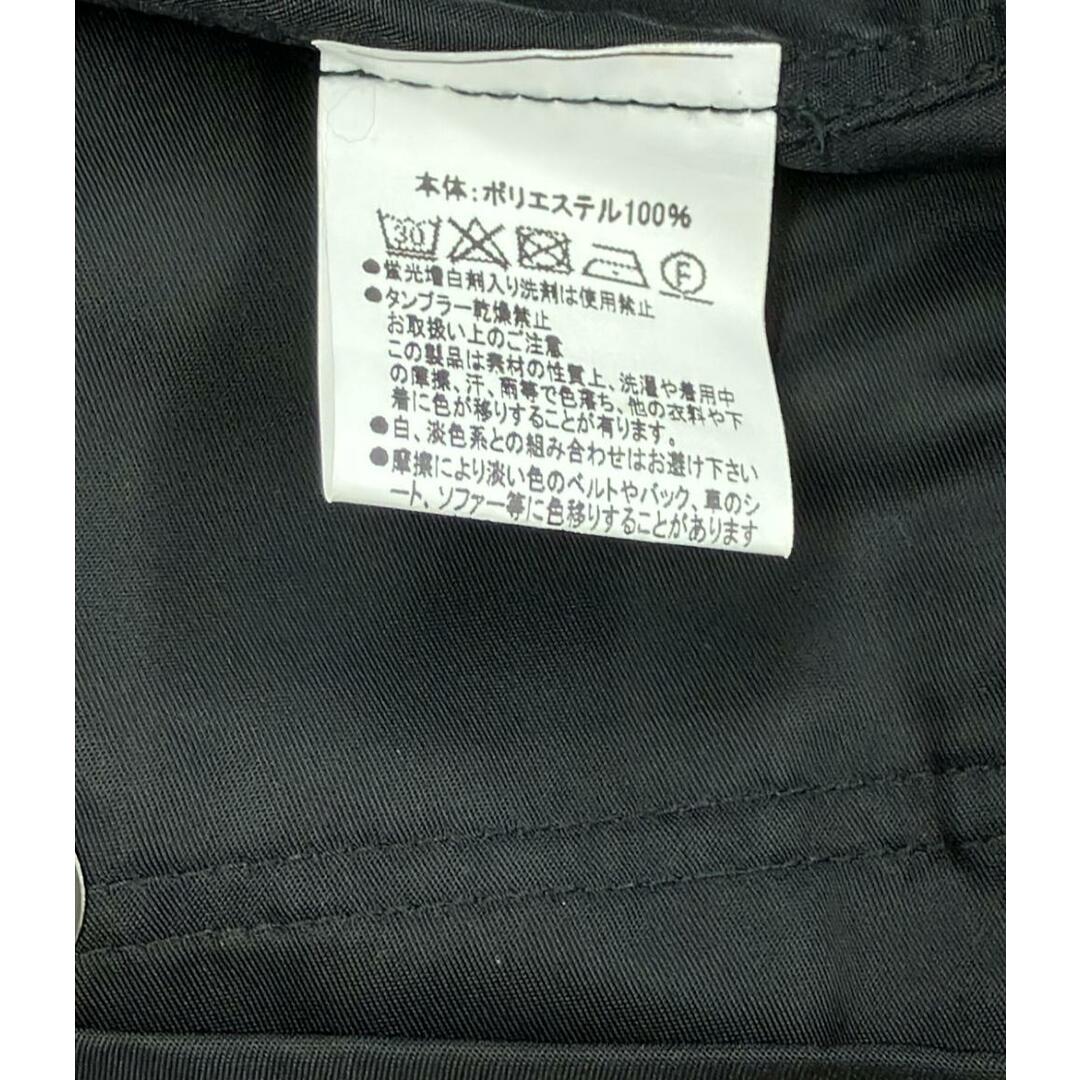 本体:ポリエステル100%
30 F
●蛍光増白剤入り洗剤は使用禁止
●タンブラー乾燥禁止
お取扱い上のご注意
この製品は素材の性質上、洗濯や着用中
の摩擦、汗、雨等で色落ち、他の衣料や下
着に色が移りすることが有ります。
●白、淡色系との組み合わせはお避け下さい
●摩擦により淡い色のベルトやバック、車のシ
ート、ソファー等に色移りすることがあります